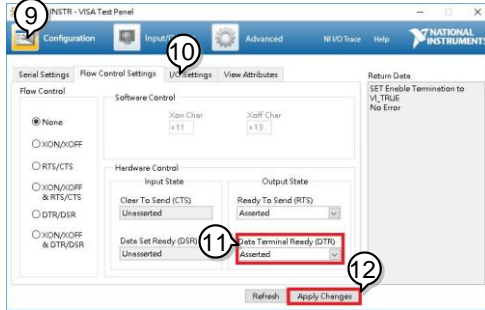 9
INSTR - VISA Test Panel
Configuration
Input/
Advanced
NI I/O Trace
Help
NATIONAL
INSTRUMENTS
10
Serial Settings
Flow Control Settings
I/O Settings
View Attributes
Return Data
SET Enable Termination to
VI_TRUE
No Error
Flow Control
None
XON/XOFF
RTS/CTS
XON/XOFF
& RTS/CTS
DTR/DSR
XON/XOFF
& DTR/DSR
Software Control
Xon Char
Xoff Char
x11
x13
Hardware Control
Input State
Output State
Clear To Send (CTS)
Ready To Send (RTS)
Unasserted
Asserted
Data Set Ready (DSR)
11
Data Terminal Ready (DTR)
Unasserted
Asserted
12
Refresh
Apply Changes